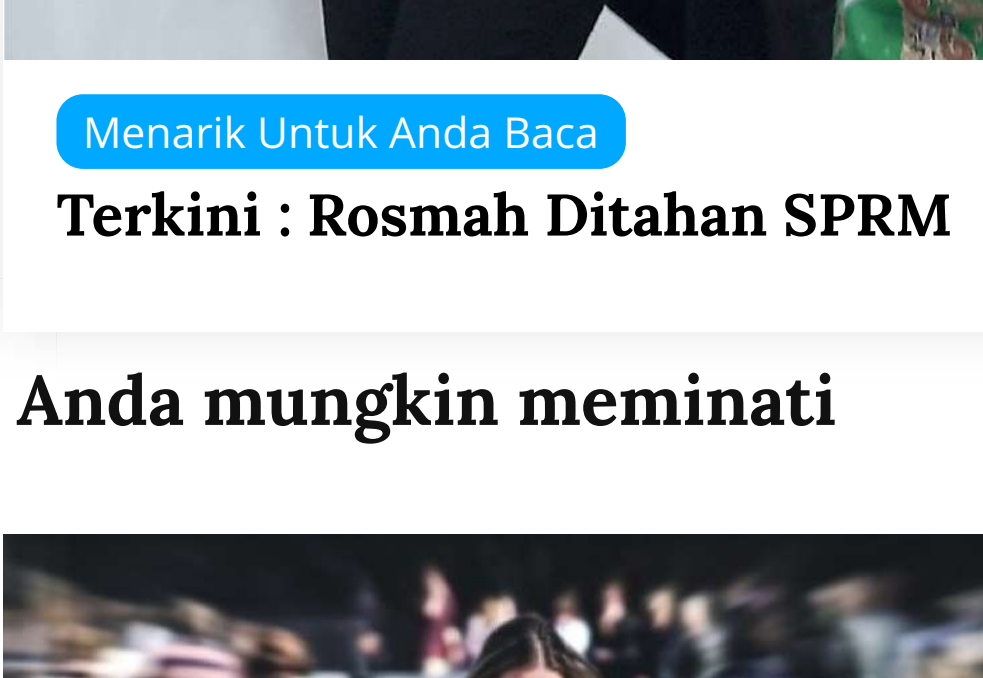 Menarik Untuk Anda Baca
Terkini : Rosmah Ditahan SPRM
Anda mungkin meminati